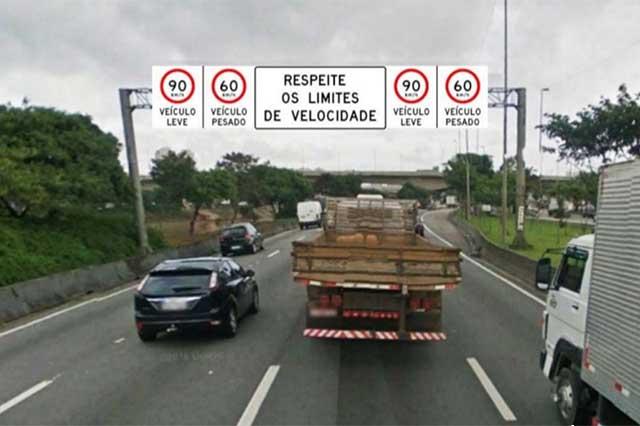 90
km/h
VEÍCULO
LEVE
60
km/h
VEÍCULO
PESADO
RESPEITE
OS LIMITES
DE VELOCIDADE
90
km/h
VEÍCULO
LEVE
60
km/h
VEÍCULO
PESADO